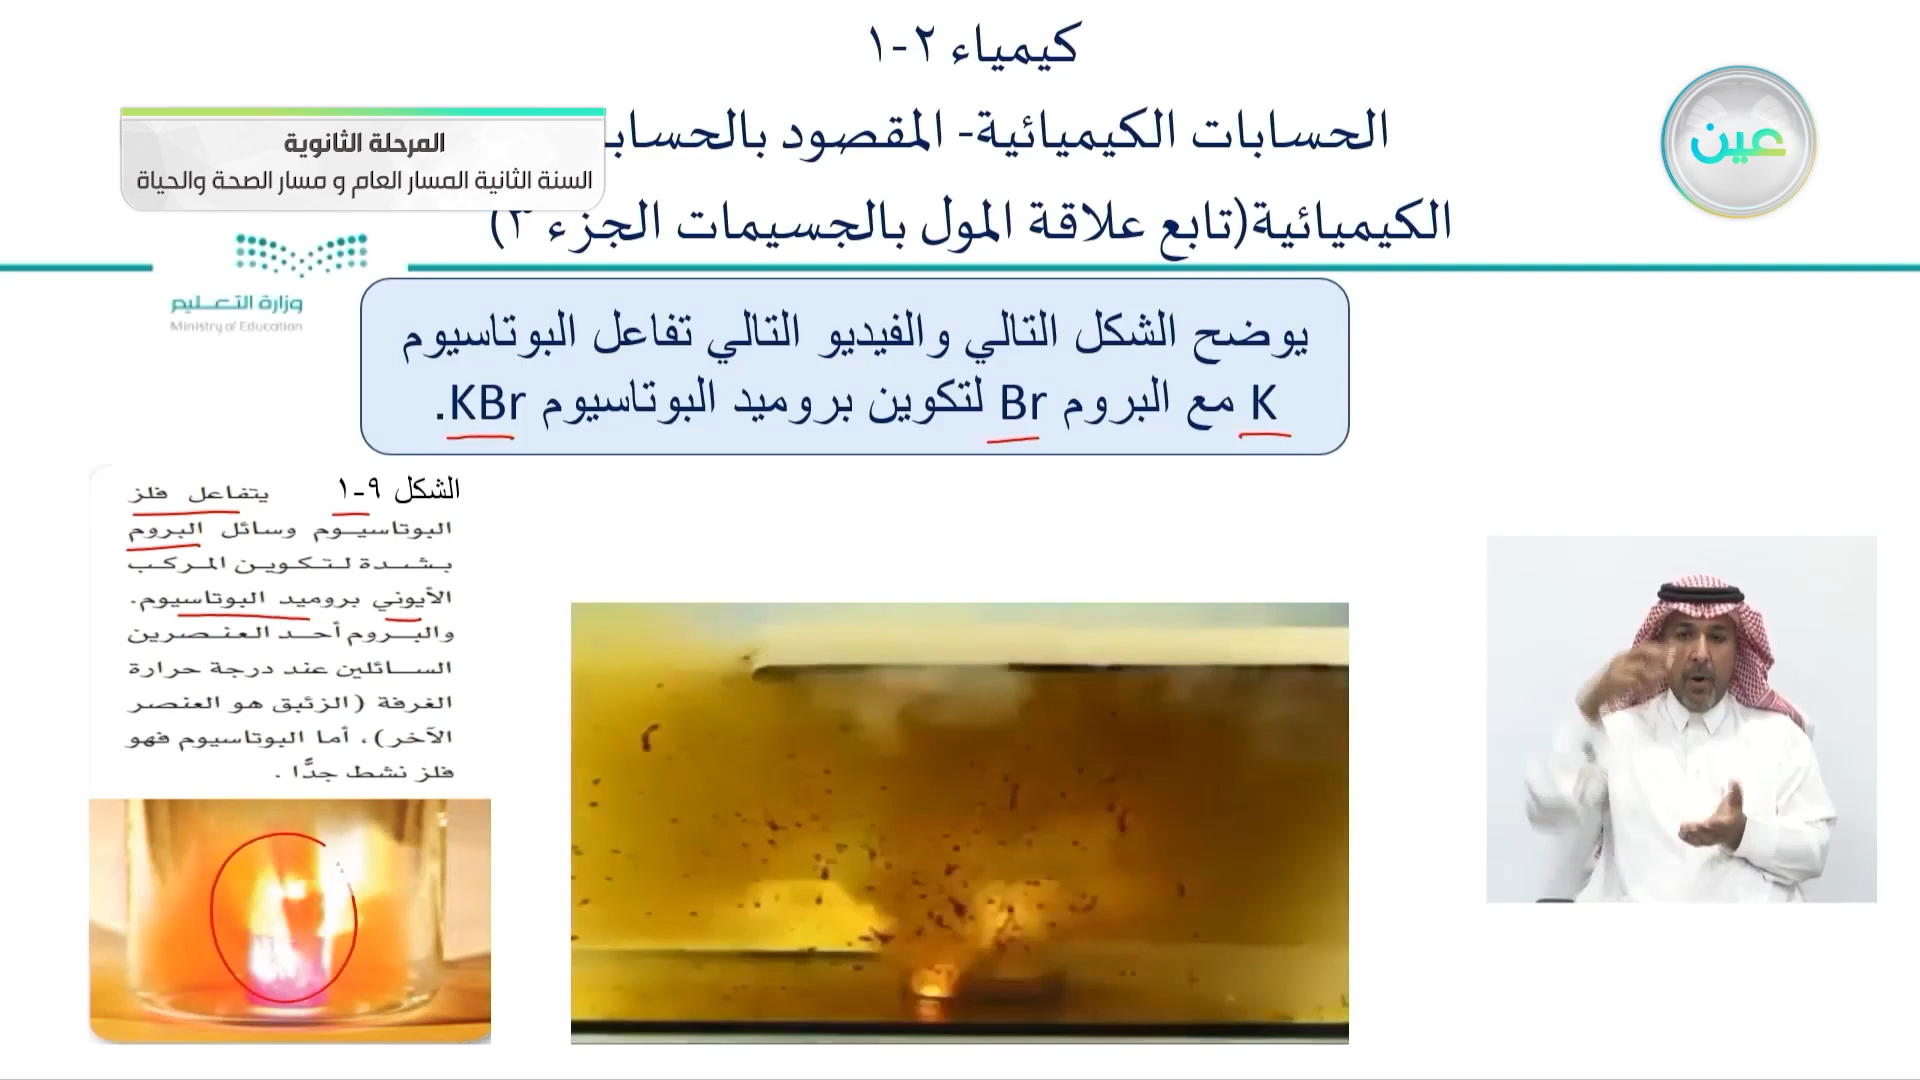 كيمياء ٢-١
الحسابات الكيميائية- المقصود بالحساب
الكيميائية(تابع علاقة المول بالجسيمات الجزء ٣)
المرحلة الثانوية
السنة الثانية المسار العام و مسار الصحة والحياة
عين
وزارة التعليم
Ministry of Education
يوضح الشكل التالي والفيديو التالي تفاعل البوتاسيوم
K مع البروم Br لتكوين بروميد البوتاسيوم KBr.
الشكل ٩-١ يتفاعل فلز
البوتاسيوم وسائل البروم
بشدة لتكوين المركب
الأيوني بروميد البوتاسيوم.
والبروم أحد العنصرين
السائلين عند درجة حرارة
الغرفة (الزئبق هو العنصر
الآخر)، أما البوتاسيوم فهو
فلز نشط جدًّا .